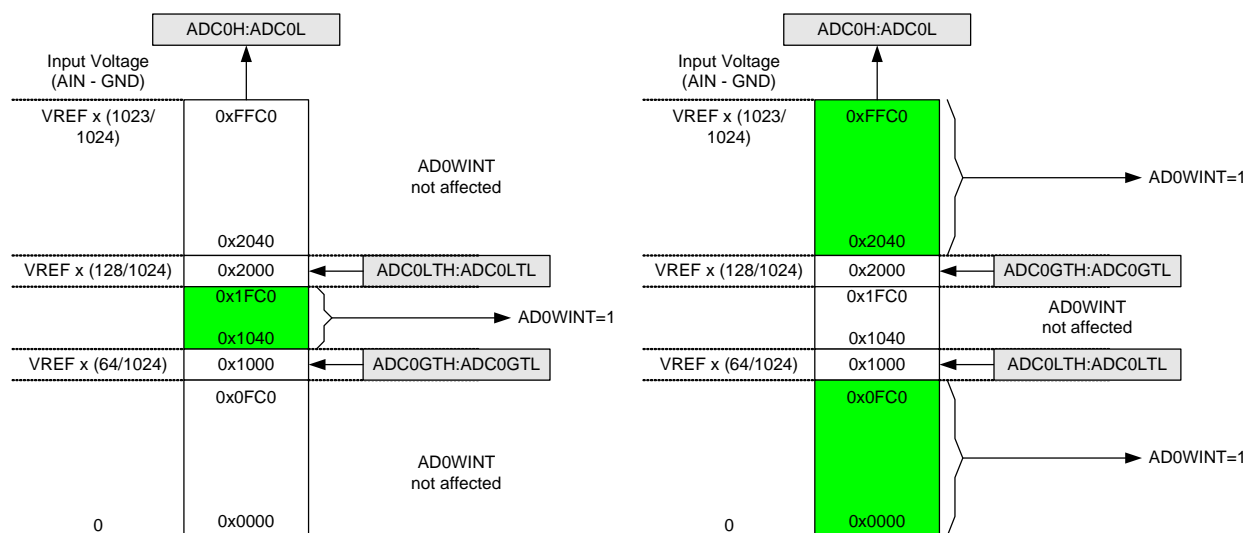 ADC0H:ADC0L
Input Voltage
(AIN - GND)
VREF x (1023/
1024)
0xFFC0
AD0WINT
not affected
0x2040
VREF x (128/1024)
0x2000
ADC0LTH:ADC0LTL
0x1FC0
AD0WINT=1
0x1040
VREF x (64/1024)
0x1000
ADC0GTH:ADC0GTL
0x0FC0
AD0WINT
not affected
0
0x0000
ADC0H:ADC0L
Input Voltage
(AIN - GND)
VREF x (1023/
1024)
0xFFC0
AD0WINT=1
0x2040
VREF x (128/1024)
0x2000
ADC0GTH:ADC0GTL
0x1FC0
AD0WINT
not affected
0x1040
VREF x (64/1024)
0x1000
ADC0LTH:ADC0LTL
0x0FC0
AD0WINT=1
0
0x0000